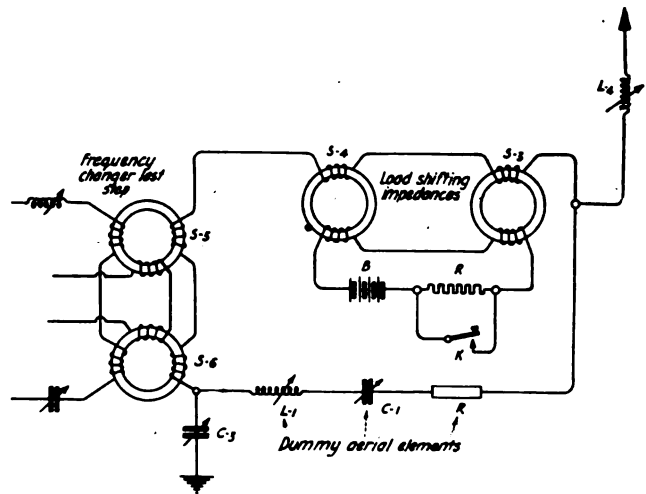 L-4
Frequency
changer last
step
S-4
S-3
Load shifting
impedances
S-5
B
R
K
S-6
L-1
C-1
R
C-3
Dummy aerial elements